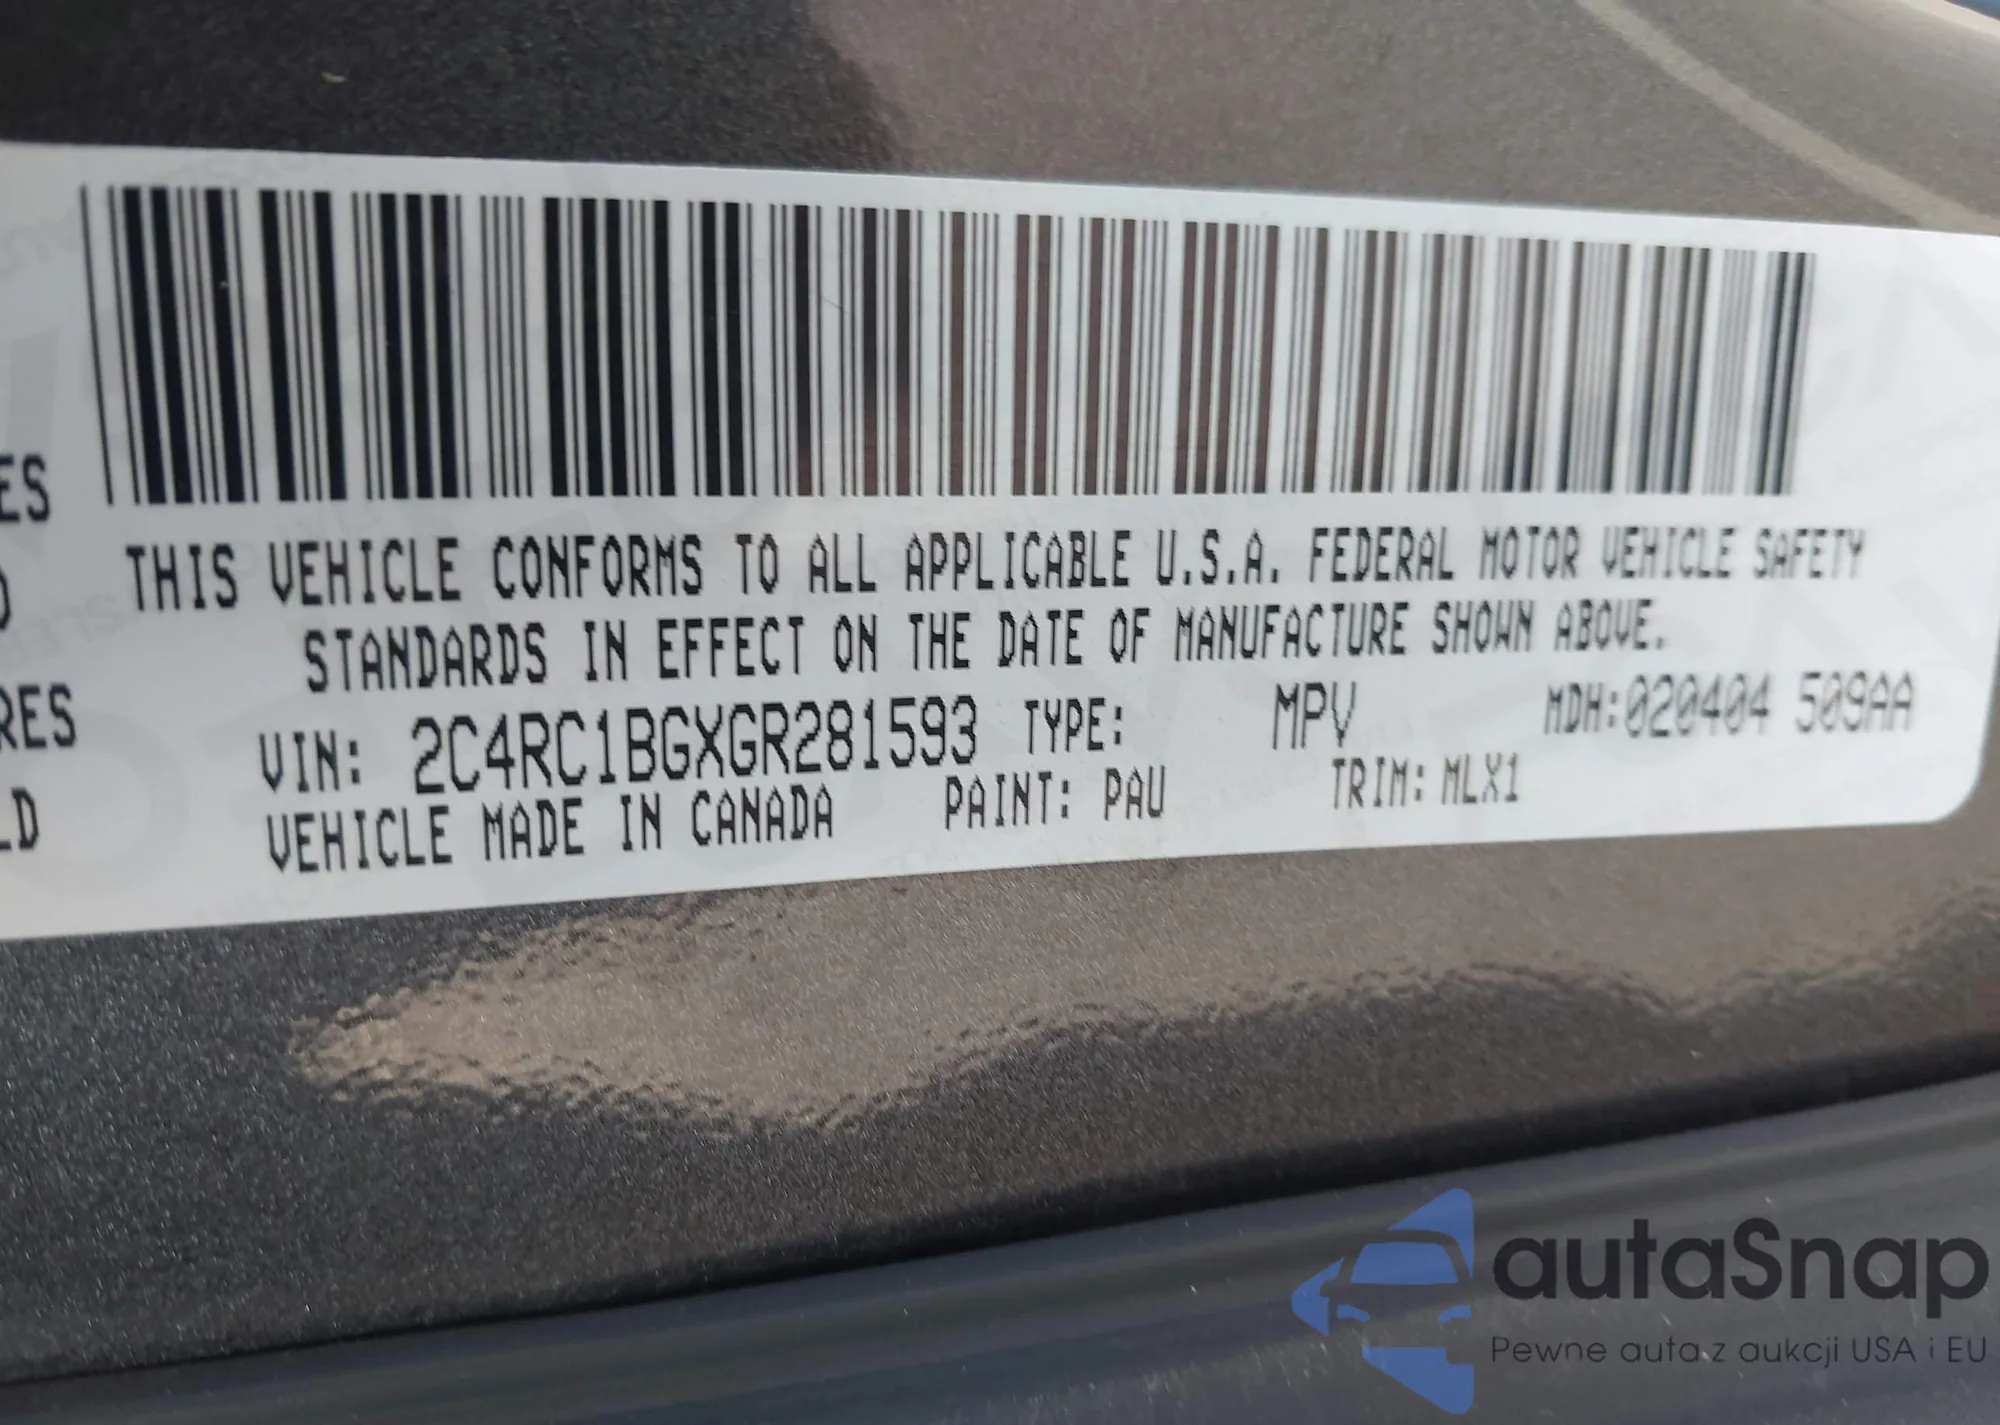 ES
THIS VEHICLE CONFORMS TO ALL APPLICABLE U.S.A. FEDERAL MOTOR VEHICLE SAFETY
STANDARDS IN EFFECT ON THE DATE OF MANUFACTURE SHOWN ABOVE.
RES
VIN: 2C4RC1BGXGR281593 TYPE: MPV MDH:020404 509AA
LD
VEHICLE MADE IN CANADA PAINT: PAU TRIM: MLX1
autaSnap
Pewne auta z aukcji USA i EU